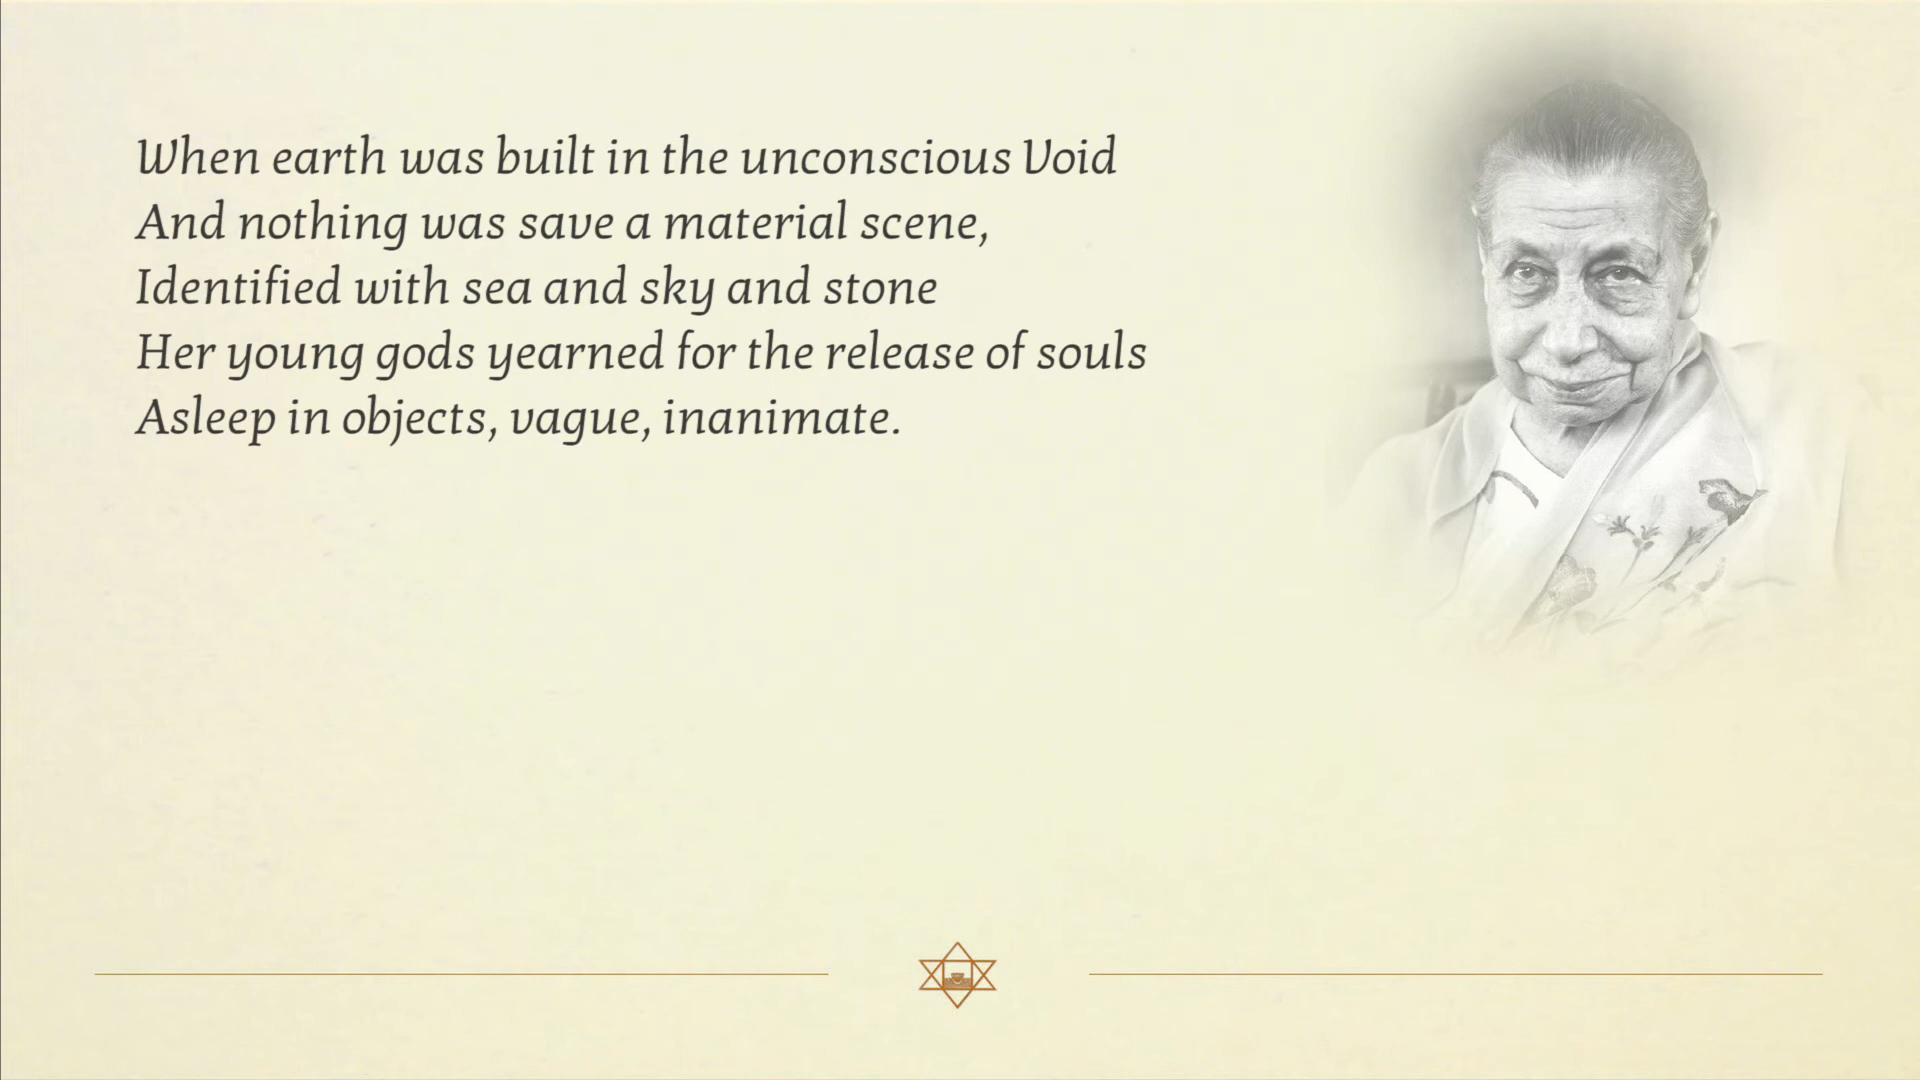 When earth was built in the unconscious Void
And nothing was save a material scene,
Identified with sea and sky and stone
Her young gods yearned for the release of souls
Asleep in objects, vague, inanimate.